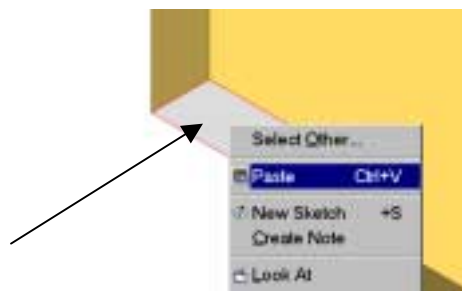 Select Other...
Paste Ctrl+V
New Sketch +S
Create Note
Look At